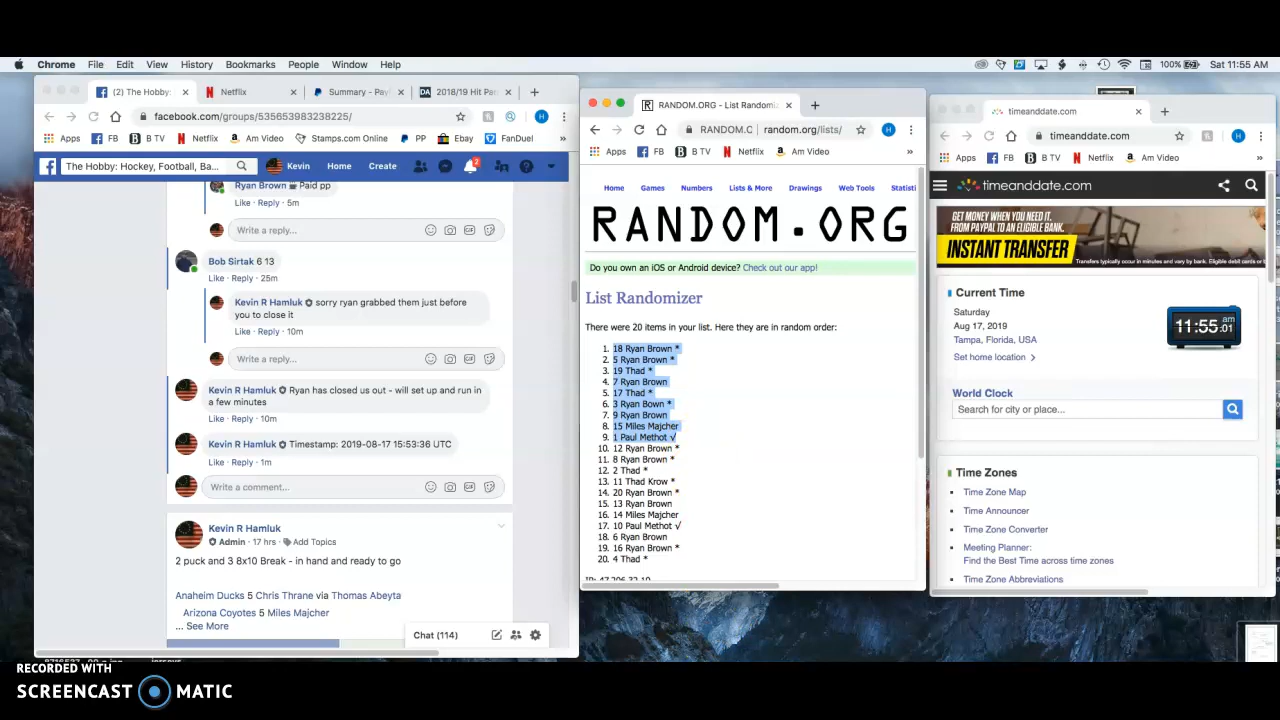 Chrome File Edit View History Bookmarks People Window Help
100% Sat 11:55 AM
(2) The Hobby:
Netflix
Summary - Pay
DA 2018/19 Hit Pa
facebook.com/groups/535653983238225/
Apps FB B TV Netflix Am Video Stamps.com Online PP Ebay FanDuel
The Hobby: Hockey, Football, Ba...
Kevin Home Create 2
Ryan Brown Paid pp
Like · Reply · 5m
Write a reply...
Bob Sirtak 6 13
Like · Reply · 25m
Kevin R Hamluk sorry ryan grabbed them just before
you to close it
Like · Reply · 10m
Write a reply...
Kevin R Hamluk Ryan has closed us out - will set up and run in
a few minutes
Like · Reply · 10m
Kevin R Hamluk Timestamp: 2019-08-17 15:53:36 UTC
Like · Reply · 1m
Write a comment...
Kevin R Hamluk
Admin · 17 hrs · Add Topics
2 puck and 3 8x10 Break - in hand and ready to go
Anaheim Ducks 5 Chris Thrane via Thomas Abeyta
Arizona Coyotes 5 Miles Majcher
... See More
Chat (114)
RANDOM.ORG - List Randomiz
RANDOM.C random.org/lists/
Apps FB B TV Netflix Am Video »
Home Games Numbers Lists & More Drawings Web Tools Statisti
RANDOM.ORG
Do you own an iOS or Android device? Check out our app!
List Randomizer
There were 20 items in your list. Here they are in random order:
1. 18 Ryan Brown *
2. 5 Ryan Brown *
3. 19 Thad *
4. 7 Ryan Brown
5. 17 Thad *
6. 3 Ryan Bown *
7. 9 Ryan Brown
8. 15 Miles Majcher
9. 1 Paul Methot √
10. 12 Ryan Brown *
11. 8 Ryan Brown *
12. 2 Thad *
13. 11 Thad Krow *
14. 20 Ryan Brown *
15. 13 Ryan Brown
16. 14 Miles Majcher
17. 10 Paul Methot √
18. 6 Ryan Brown
19. 16 Ryan Brown *
20. 4 Thad *
timeanddate.com
timeanddate.com
Apps FB B TV Netflix Am Video »
timeanddate.com
GET MONEY WHEN YOU NEED IT.
FROM PAYPAL TO AN ELIGIBLE BANK.
INSTANT TRANSFER
Transfers typically occur in minutes and vary by bank. Eligible debit cards or b
Current Time
Saturday
Aug 17, 2019
Tampa, Florida, USA
Set home location >
11:55 am 01
World Clock
Search for city or place...
Time Zones
Time Zone Map
Time Announcer
Time Zone Converter
Meeting Planner:
Find the Best Time across time zones
Time Zone Abbreviations
RECORDED WITH
SCREENCAST MATIC